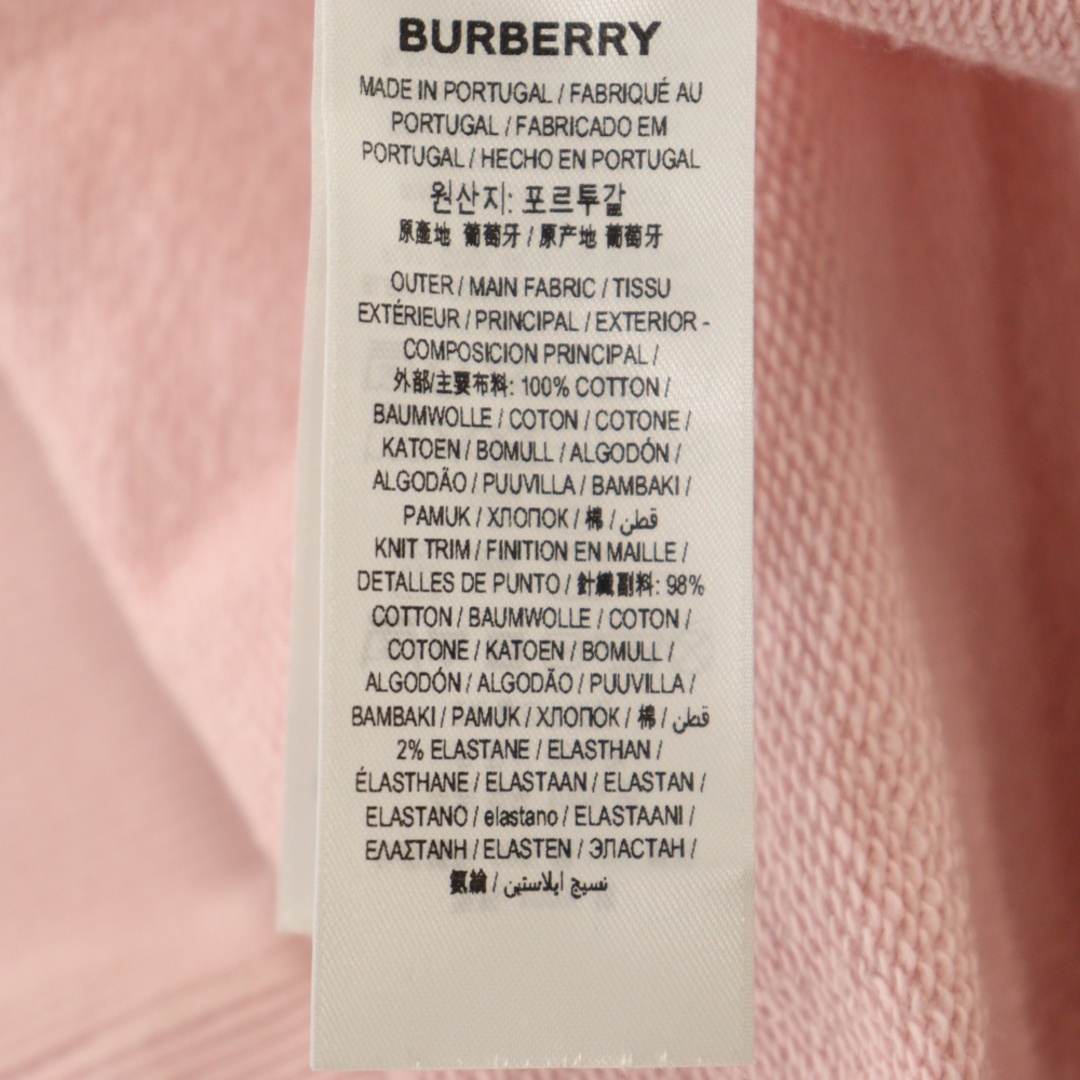 BURBERRY
MADE IN PORTUGAL / FABRIQUÉ AU
PORTUGAL / FABRICADO EM
PORTUGAL / HECHO EN PORTUGAL
원산지: 포르투갈
原產地 葡萄牙 / 原产地 葡萄牙
OUTER / MAIN FABRIC / TISSU
EXTÉRIEUR / PRINCIPAL / EXTERIOR -
COMPOSICION PRINCIPAL /
外部/主要布料: 100% COTTON /
BAUMWOLLE / COTON / COTONE /
KATOEN / BOMULL / ALGODÓN /
ALGODÃO / PUUVILLA / BAMBAKI /
PAMUK / ХЛОПОК / 棉 / قطن
KNIT TRIM / FINITION EN MAILLE /
DETALLES DE PUNTO / 針織副料: 98%
COTTON / BAUMWOLLE / COTON /
COTONE / KATOEN / BOMULL /
ALGODÓN / ALGODÃO / PUUVILLA /
BAMBAKI / PAMUK / ХЛОПОК / 棉 / قطن
2% ELASTANE / ELASTHAN /
ÉLASTHANE / ELASTAAN / ELASTAN /
ELASTANO / elastano / ELASTAANI /
ΕΛΑΣΤΑΝΗ / ELASTEN / ЭЛАСТАН /
氨綸 / نسيج ايلاستين